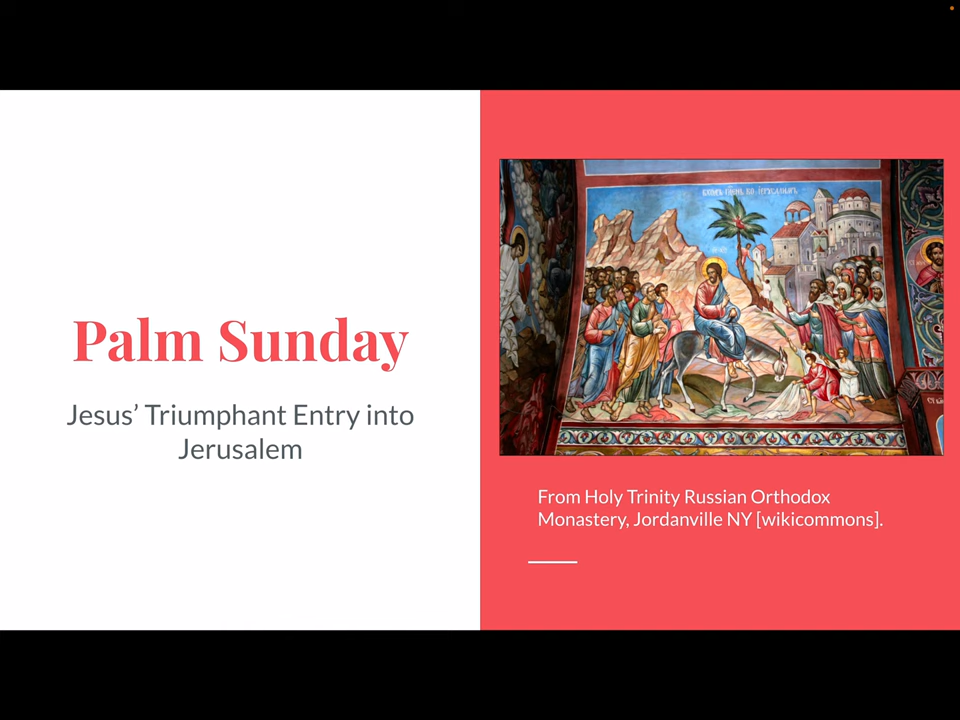 Palm Sunday
Jesus’ Triumphant Entry into
Jerusalem
From Holy Trinity Russian Orthodox
Monastery, Jordanville NY [wikicommons].